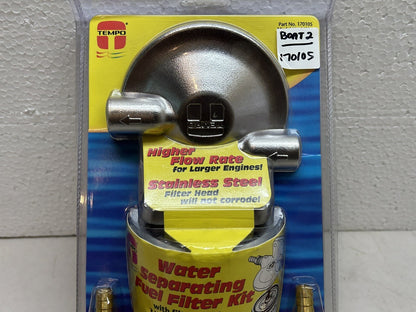 TEMPO
Part No. 170105
BOAT 2
170105
TEMPO
Higher
Flow Rate
for Larger Engines!
Stainless Steel
Filter Head
will not corrode!
Water
Separating
Fuel Filter Kit